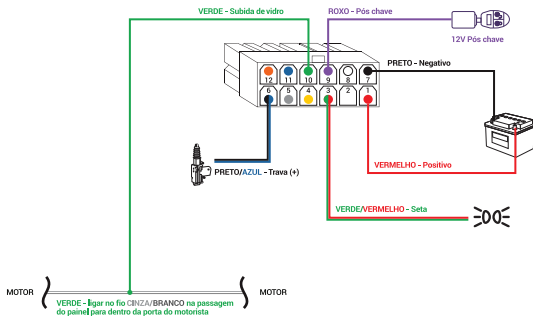 VERDE - Subida de vidro
ROXO - Pós chave
12V Pós chave
PRETO - Negativo
12 11 10 9 8 7
6 5 4 3 2 1
PRETO/AZUL - Trava (+)
VERMELHO - Positivo
VERDE/VERMELHO - Seta
MOTOR
MOTOR
VERDE - ligar no fio CINZA/BRANCO na passagem
do painel para dentro da porta do motorista